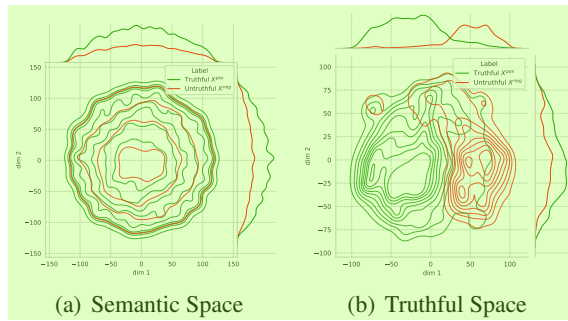 Label
Truthful X^pos
Untruthful X^neg
150
100
50
0
−50
−100
−150
dim 2
−150 −100 −50 0 50 100 150
dim 1
(a) Semantic Space
Label
Truthful X^pos
Untruthful X^neg
100
75
50
25
0
−25
−50
−75
−100
dim 2
−100 −50 0 50 100
dim 1
(b) Truthful Space